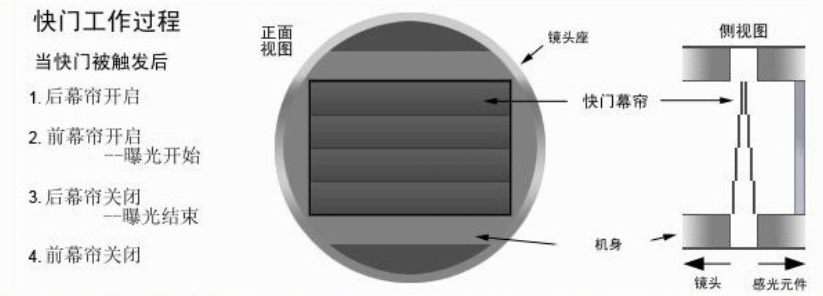 快门工作过程
当快门被触发后
1.后幕帘开启
2.前幕帘开启
--曝光开始
3.后幕帘关闭
--曝光结束
4.前幕帘关闭
正面
视图
镜头座
快门幕帘
机身
侧视图
镜头
感光元件